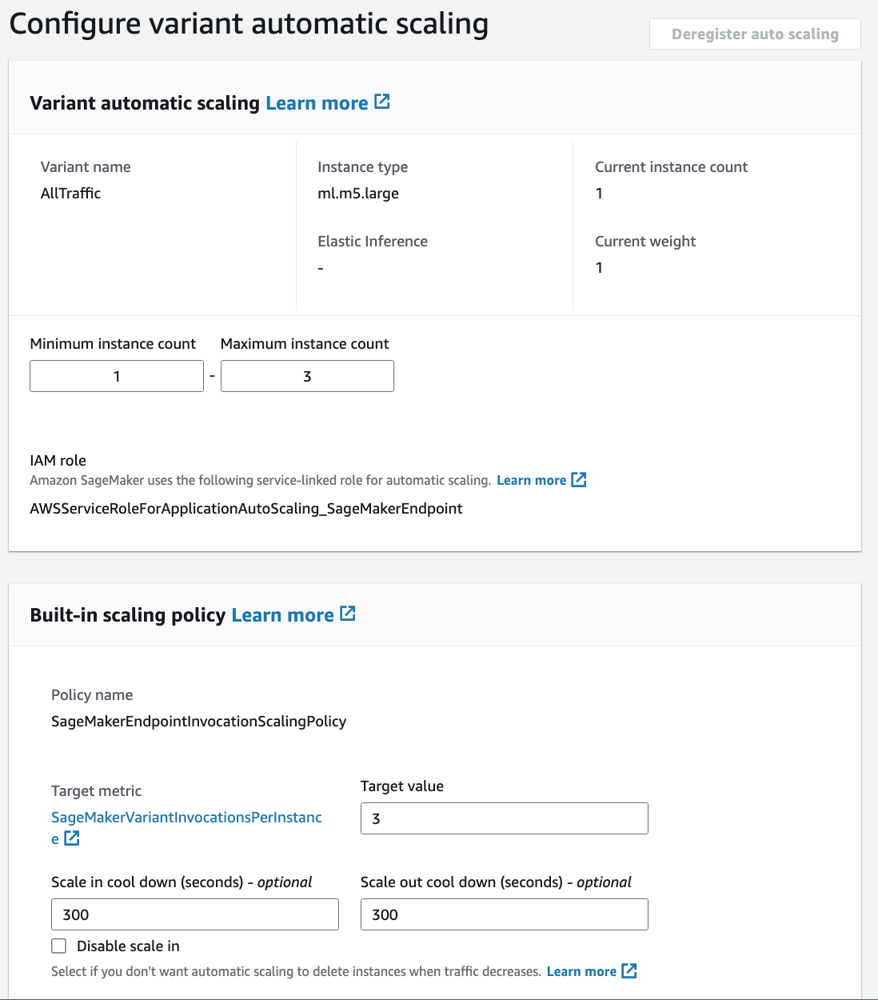 Configure variant automatic scaling
Deregister auto scaling
Variant automatic scaling Learn more
Variant name
AllTraffic
Instance type
ml.m5.large
Elastic Inference
-
Current instance count
1
Current weight
1
Minimum instance count
Maximum instance count
1 - 3
IAM role
Amazon SageMaker uses the following service-linked role for automatic scaling. Learn more
AWSServiceRoleForApplicationAutoScaling_SageMakerEndpoint
Built-in scaling policy Learn more
Policy name
SageMakerEndpointInvocationScalingPolicy
Target metric
SageMakerVariantInvocationsPerInstanc
e
Target value
3
Scale in cool down (seconds) - optional
300
Scale out cool down (seconds) - optional
300
Disable scale in
Select if you don't want automatic scaling to delete instances when traffic decreases. Learn more